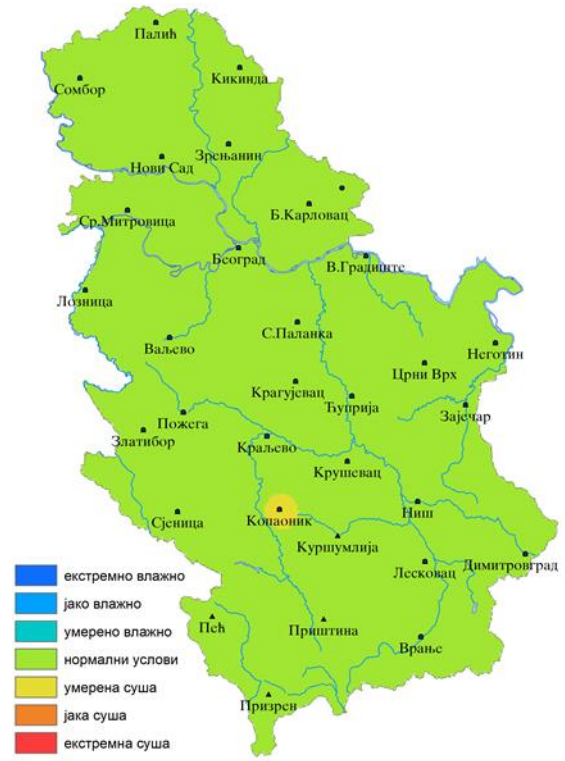 Палић
Кикинда
Сомбор
Зрењанин
Нови Сад
Б.Карловац
Ср.Митровица
Београд
В.Градиште
Лозница
С.Паланка
Ваљево
Неготин
Црни Врх
Крагујевац
Ћуприја
Зајечар
Пожега
Златибор
Краљево
Крушевац
Копаоник
Ниш
Сјеница
Куршумлија
Димитровград
Лесковац
Пећ
Приштина
Врање
Призрен
екстремно влажно
јако влажно
умерено влажно
нормални услови
умерена суша
јака суша
екстремна суша